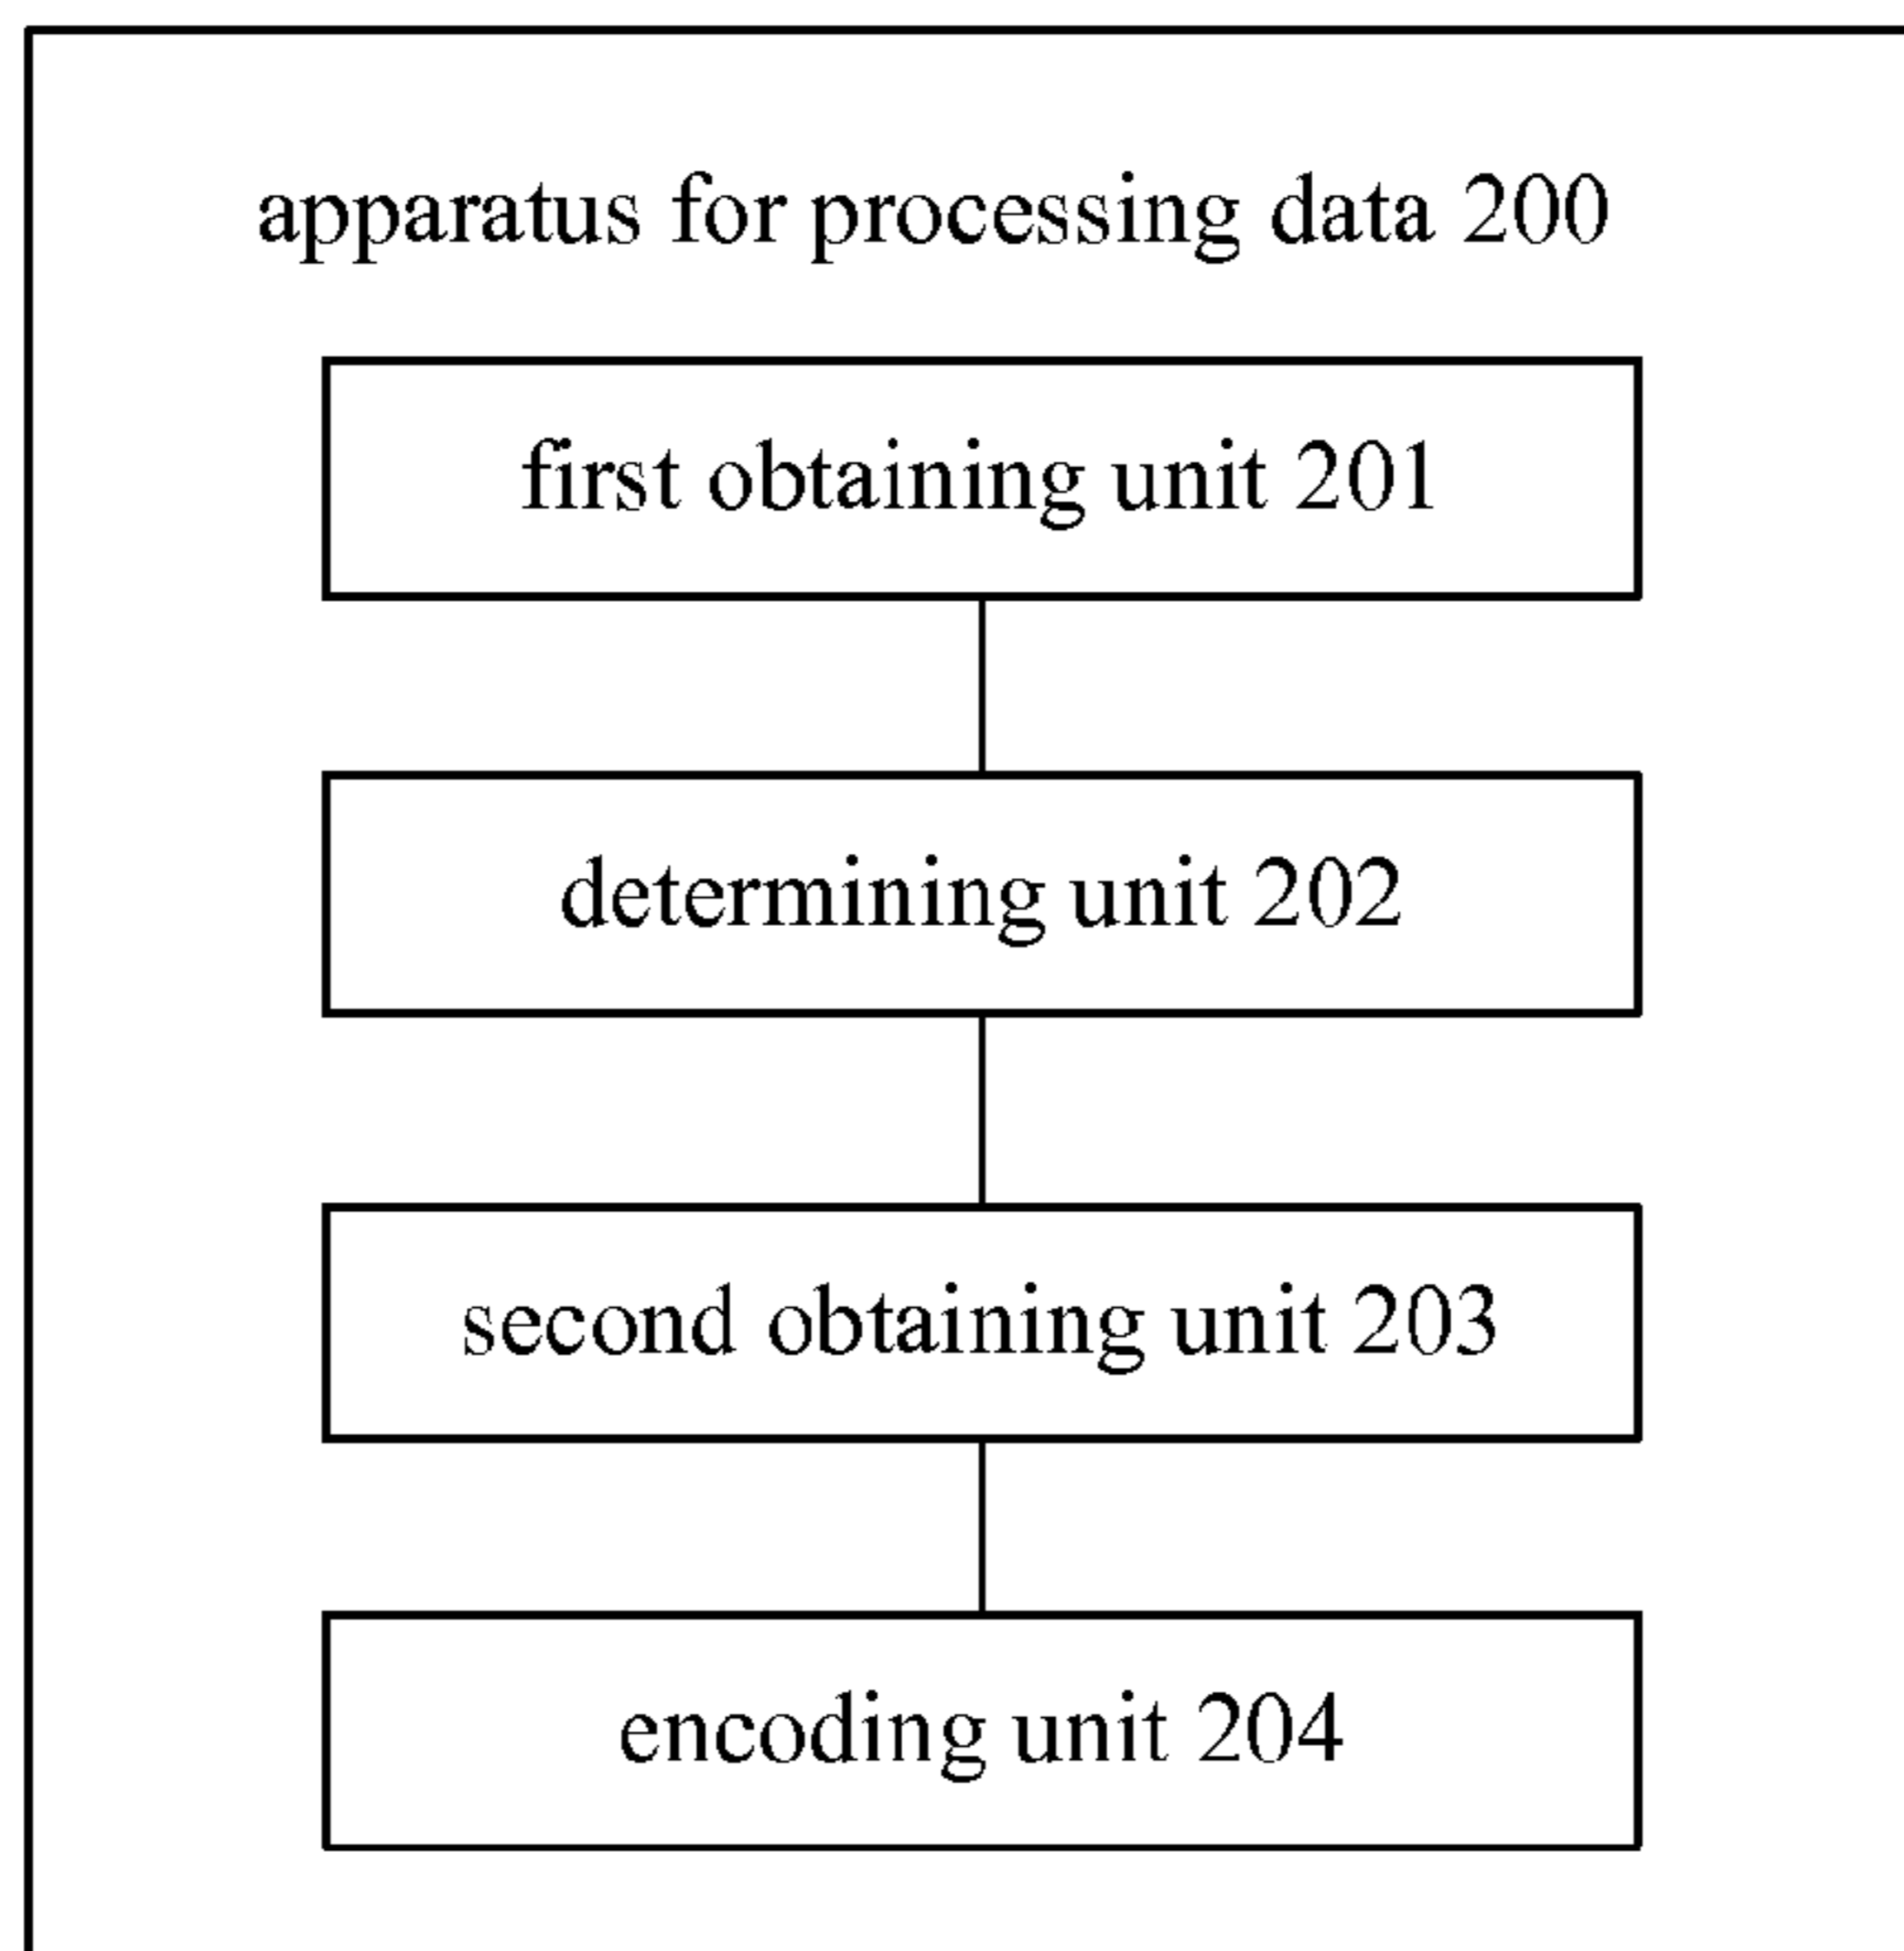 apparatus for processing data 200
first obtaining unit 201
determining unit 202
second obtaining unit 203
encoding unit 204